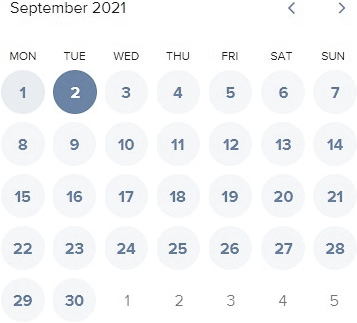 September 2021
MON TUE WED THU FRI SAT SUN
1 2 3 4 5 6 7
8 9 10 11 12 13 14
15 16 17 18 19 20 21
22 23 24 25 26 27 28
29 30 1 2 3 4 5